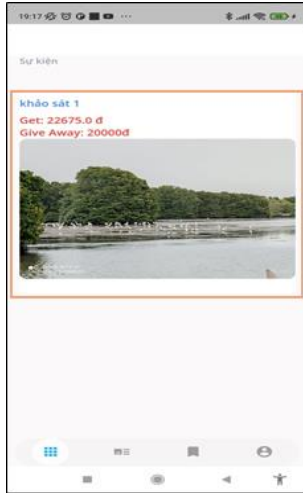 19:17
Sự kiện
khảo sát 1
Get: 22675.0 đ
Give Away: 20000đ